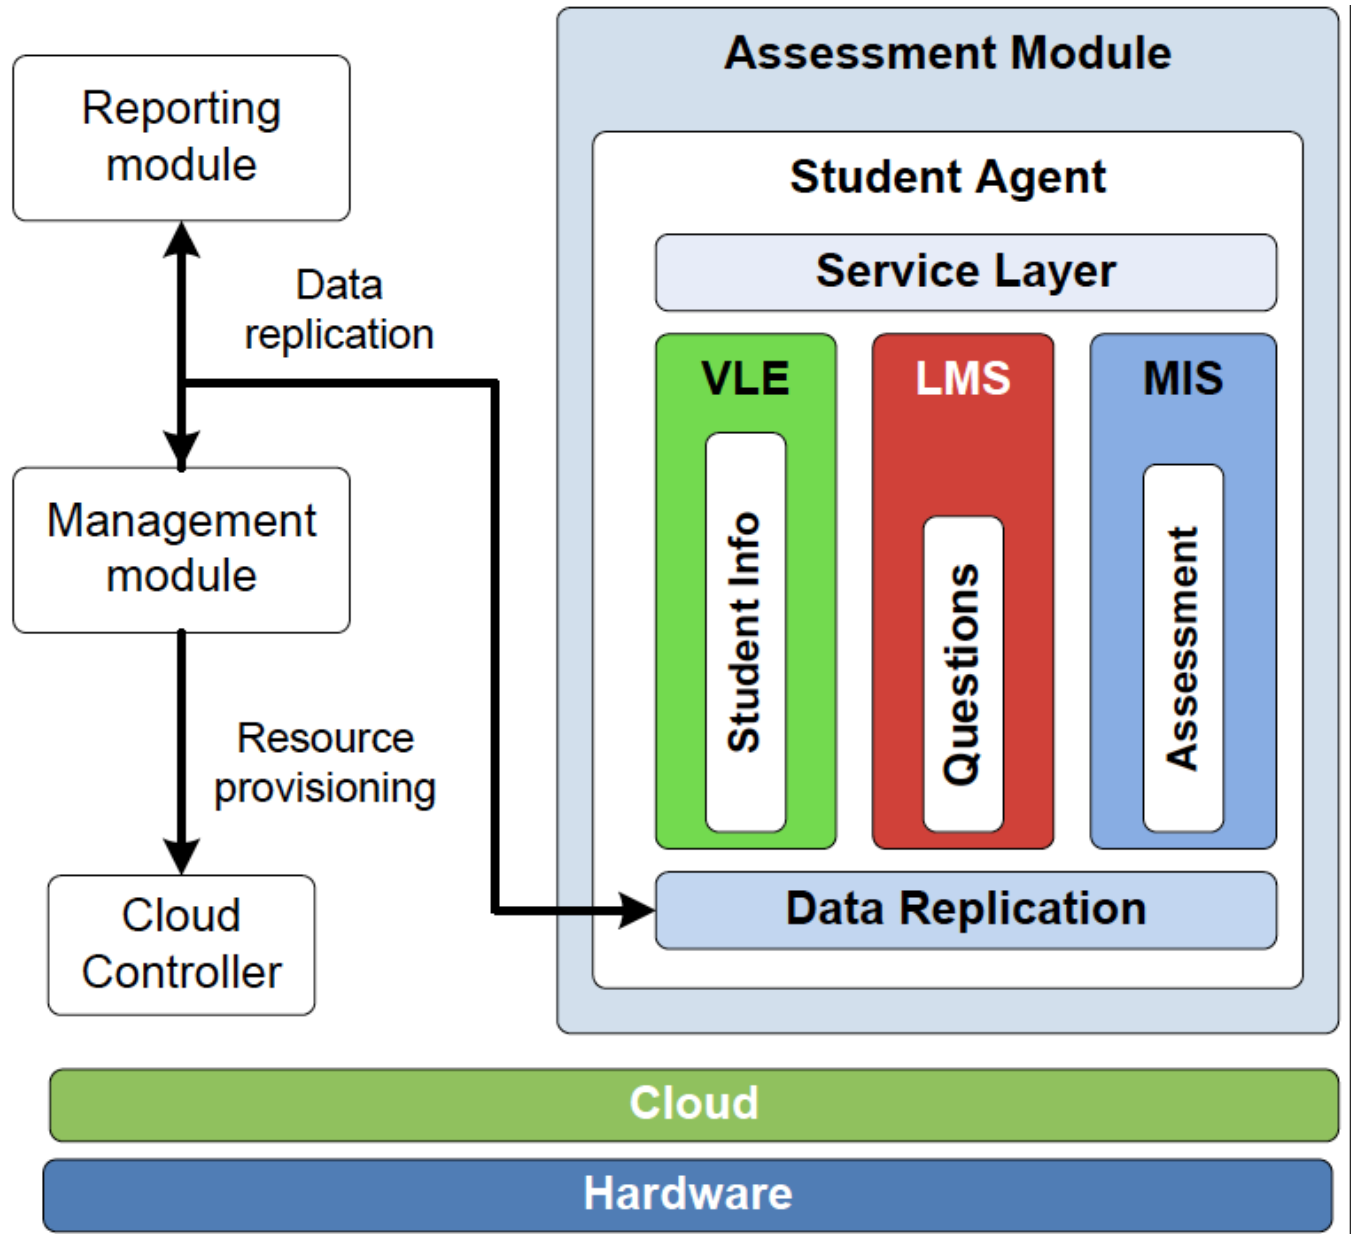 Reporting
module
Data
replication
Management
module
Resource
provisioning
Cloud
Controller
Assessment Module
Student Agent
Service Layer
VLE
Student Info
LMS
Questions
MIS
Assessment
Data Replication
Cloud
Hardware